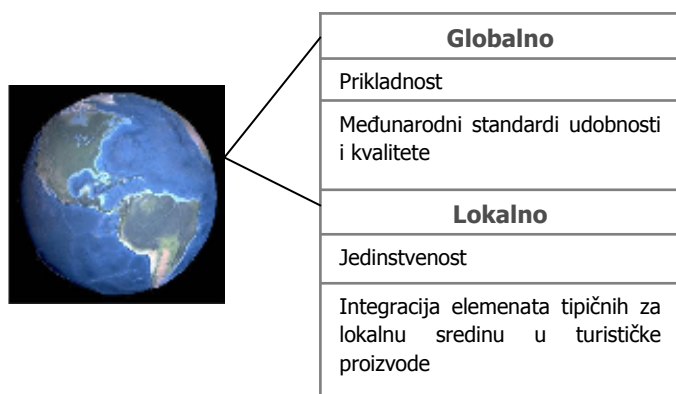 Globalno
Prikladnost
Međunarodni standardi udobnosti
i kvalitete
Lokalno
Jedinstvenost
Integracija elemenata tipičnih za
lokalnu sredinu u turističke
proizvode